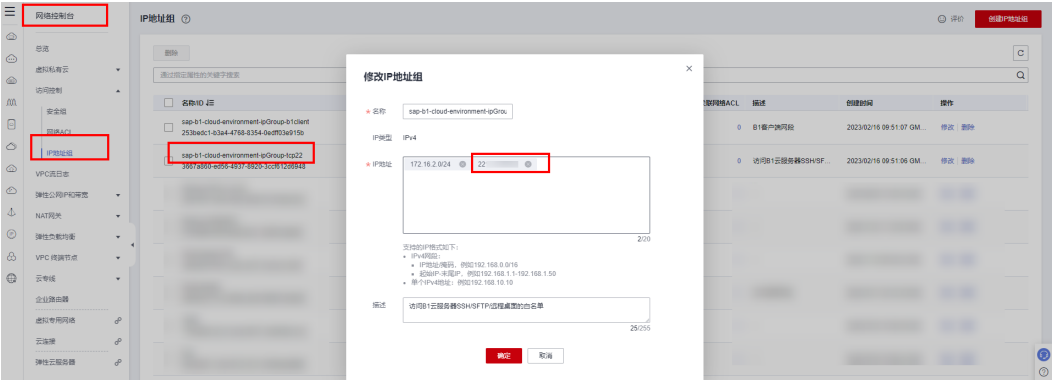 网络控制台
IP地址组
评价
创建IP地址组
总览
虚拟私有云
访问控制
安全组
网络ACL
IP地址组
VPC流日志
弹性公网IP和带宽
NAT网关
弹性负载均衡
VPC 终端节点
云专线
企业路由器
虚拟专用网络
云连接
弹性云服务器
删除
通过指定属性的关键字搜索
名称/ID
联网络ACL
描述
创建时间
操作
sap-b1-cloud-environment-ipGroup-b1client
253bedc1-b3a4-4768-8354-0edff03e915b
0
B1客户端网段
2023/02/16 09:51:07 GM...
修改
删除
sap-b1-cloud-environment-ipGroup-tcp22
3667a860-ed56-4937-8920-3ccf612d6948
0
访问B1云服务器SSH/SF...
2023/02/16 09:51:06 GM...
修改
删除
修改IP地址组
★ 名称
sap-b1-cloud-environment-ipGrou
IP类型
IPv4
★ IP地址
172.16.2.0/24
22
2/20
支持的IP格式如下：
• IPv4网段：
• IP地址/掩码，例如192.168.0.0/16
• 起始IP-末尾IP，例如192.168.1.1-192.168.1.50
• 单个IPv4地址：例如192.168.10.10
描述
访问B1云服务器SSH/SFTP/远程桌面的白名单
25/255
确定
取消